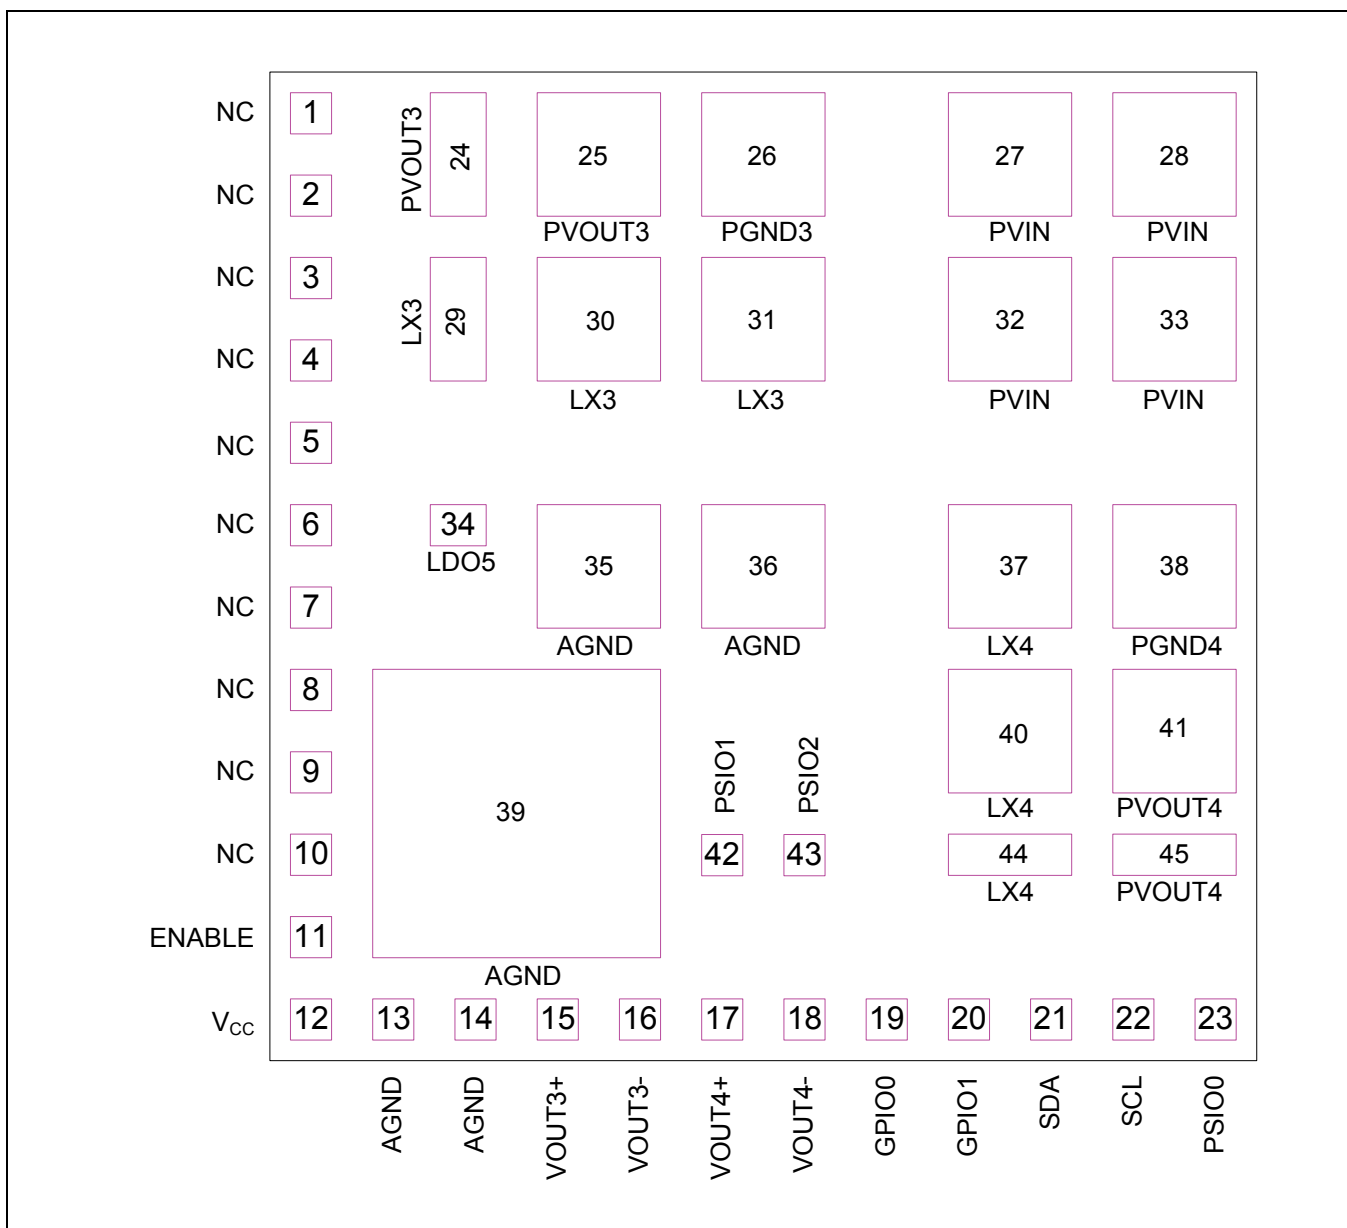 NC 1 PVOUT3 24 25 26 27 28
NC 2 PVOUT3 PGND3 PVIN PVIN
NC 3 LX3 29 30 31 32 33
NC 4 LX3 LX3 PVIN PVIN
NC 5
NC 6 34 35 36 37 38
LDO5
NC 7 AGND AGND LX4 PGND4
NC 8 40 41
NC 9 39 PSIO1 PSIO2 LX4 PVOUT4
NC 10 42 43 44 45
LX4 PVOUT4
ENABLE 11 AGND
VCC 12 13 14 15 16 17 18 19 20 21 22 23
AGND AGND VOUT3+ VOUT3- VOUT4+ VOUT4- GPIO0 GPIO1 SDA SCL PSIO0